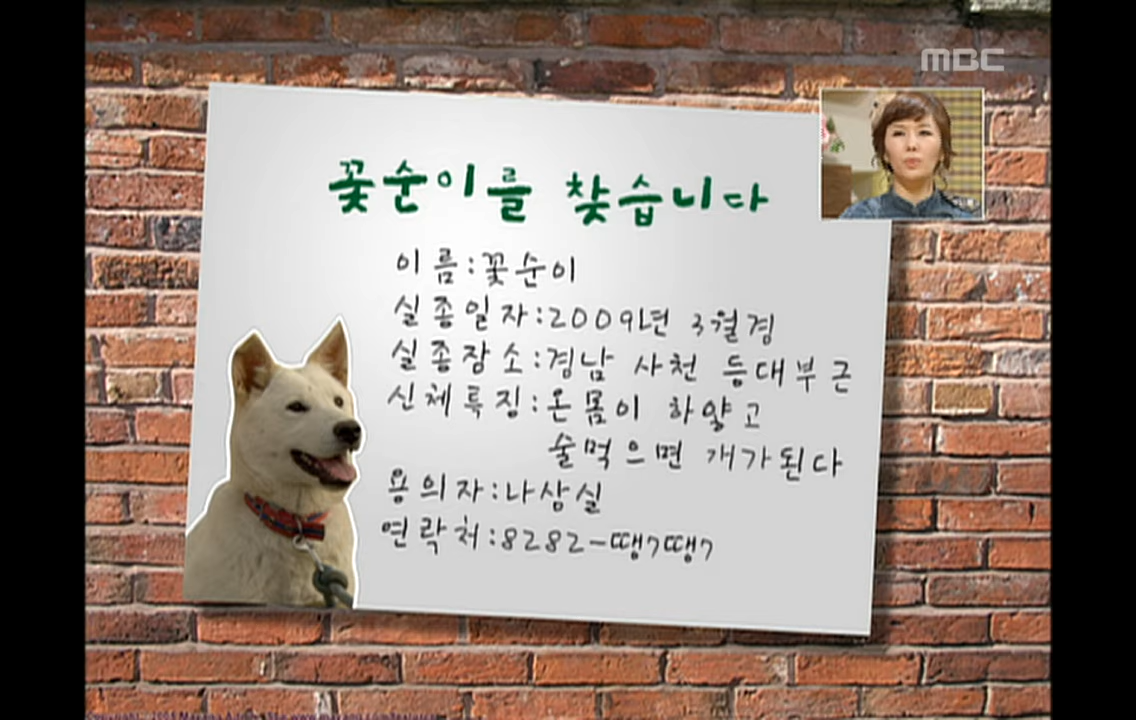 MBC
꽃순이를 찾습니다
이름:꽃순이
실종일자:2009년 3월경
실종장소:경남 사천 등대부근
신체특징:온몸이 하얗고
술먹으면 개가된다
용의자:나삼실
연락처:8282-땡7땡7